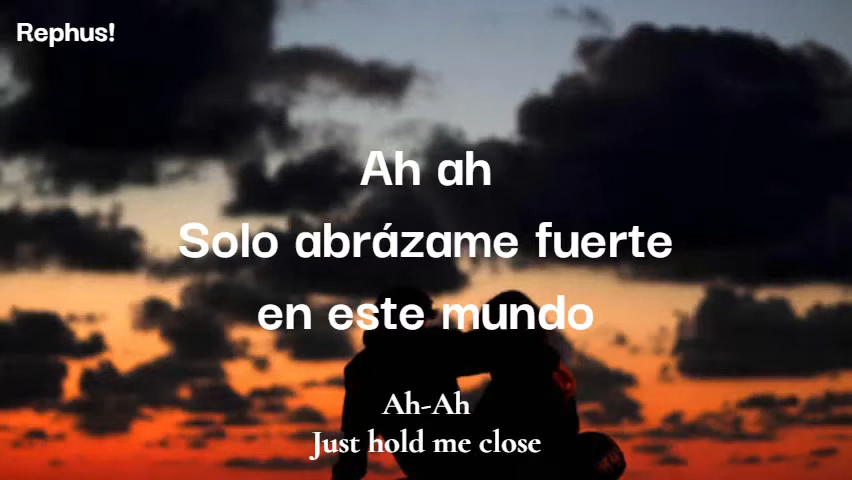 Rephus!
Ah ah
Solo abrázame fuerte
en este mundo
Ah-Ah
Just hold me close